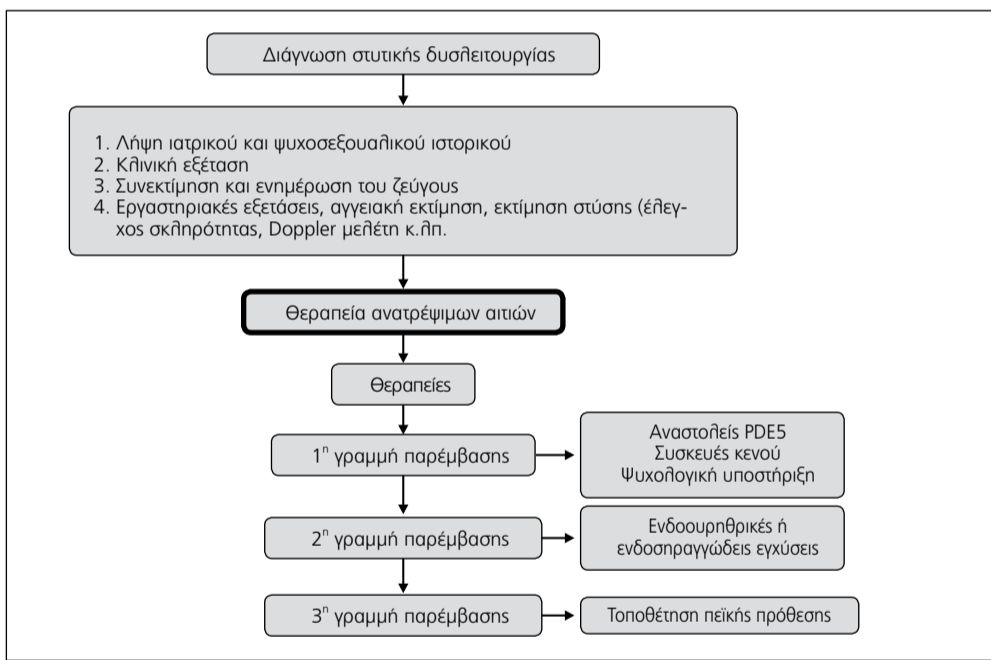 Διάγνωση στυτικής δυσλειτουργίας
1. Λήψη ιατρικού και ψυχοσεξουαλικού ιστορικού
2. Κλινική εξέταση
3. Συνεκτίμηση και ενημέρωση του ζεύγους
4. Εργαστηριακές εξετάσεις, αγγειακή εκτίμηση, εκτίμηση στύσης (έλεγ-
χος σκληρότητας, Doppler μελέτη κ.λπ.
Θεραπεία ανατρέψιμων αιτιών
Θεραπείες
1η γραμμή παρέμβασης
Αναστολείς PDE5
Συσκευές κενού
Ψυχολογική υποστήριξη
2η γραμμή παρέμβασης
Ενδοουρηθρικές ή
ενδοσηραγγώδεις εγχύσεις
3η γραμμή παρέμβασης
Τοποθέτηση πεϊκής πρόθεσης